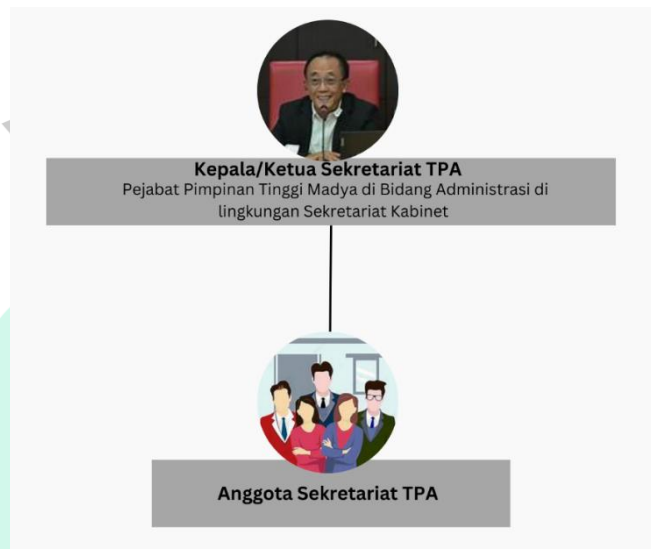 Kepala/Ketua Sekretariat TPA
Pejabat Pimpinan Tinggi Madya di Bidang Administrasi di
lingkungan Sekretariat Kabinet
Anggota Sekretariat TPA